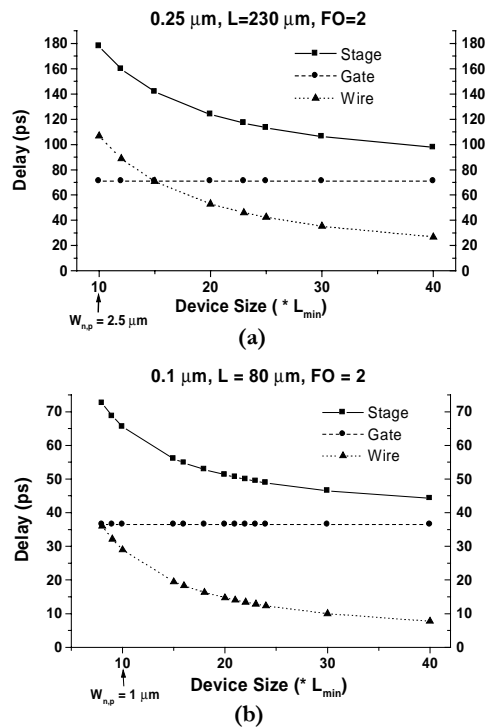 0.25 μm, L=230 μm, FO=2
180
160
140
120
100
80
60
40
20
0
Delay (ps)
Stage
Gate
Wire
180
160
140
120
100
80
60
40
20
0
10
20
30
40
Device Size ( * Lmin)
Wn,p = 2.5 μm
(a)
0.1 μm, L = 80 μm, FO = 2
70
60
50
40
30
20
10
0
Delay (ps)
Stage
Gate
Wire
70
60
50
40
30
20
10
0
10
20
30
40
Device Size (* Lmin)
Wn,p = 1 μm
(b)